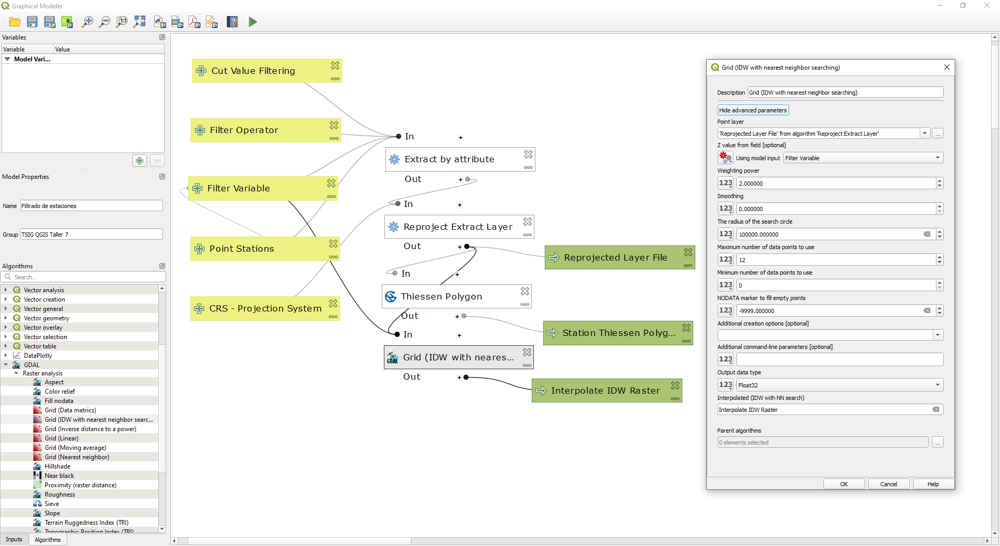 Graphical Modeler
Variables
Variable Value
Model Vari...
Model Properties
Name Filtrado de estaciones
Group TSIG QGIS Taller 7
Algorithms
Search...
Vector analysis
Vector creation
Vector general
Vector geometry
Vector overlay
Vector selection
Vector table
DataPlotly
GDAL
Raster analysis
Aspect
Color relief
Fill nodata
Grid (Data metrics)
Grid (IDW with nearest neighbor searc...
Grid (Inverse distance to a power)
Grid (Linear)
Grid (Moving average)
Grid (Nearest neighbor)
Hillshade
Near black
Proximity (raster distance)
Roughness
Sieve
Slope
Terrain Ruggedness Index (TRI)
Topographic Position Index (TPI)
Inputs Algorithms
Cut Value Filtering
Filter Operator
Filter Variable
Point Stations
CRS - Projection System
In
Extract by attribute
Out
In
Reproject Extract Layer
Out
In
Thiessen Polygon
Out
In
Grid (IDW with neares...
Out
Reprojected Layer File
Station Thiessen Polyg...
Interpolate IDW Raster
Grid (IDW with nearest neighbor searching)
Description Grid (IDW with nearest neighbor searching)
Hide advanced parameters
Point layer
'Reprojected Layer File' from algorithm 'Reproject Extract Layer' ...
Z value from field [optional]
Using model input Filter Variable
Weighting power
123 2.000000
Smoothing
123 0.000000
The radius of the search circle
123 100000.000000
Maximum number of data points to use
123 12
Minimum number of data points to use
123 0
NODATA marker to fill empty points
123 -9999.000000
Additional creation options [optional]
Additional command-line parameters [optional]
123
Output data type
123 Float32
Interpolated (IDW with NN search)
Interpolate IDW Raster
Parent algorithms
0 elements selected ...
OK Cancel Help